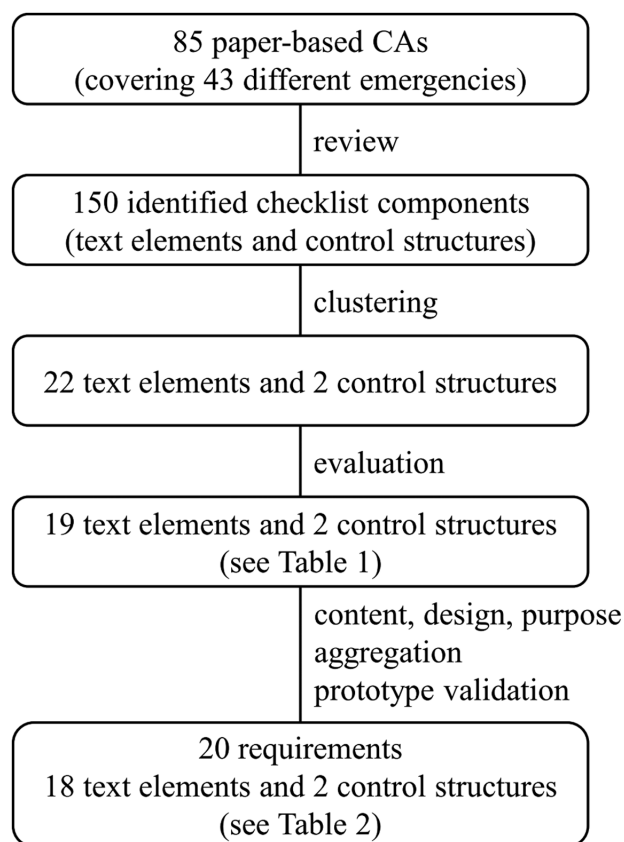 85 paper-based CAs
(covering 43 different emergencies)
review
150 identified checklist components
(text elements and control structures)
clustering
22 text elements and 2 control structures
evaluation
19 text elements and 2 control structures
(see Table 1)
content, design, purpose
aggregation
prototype validation
20 requirements
18 text elements and 2 control structures
(see Table 2)